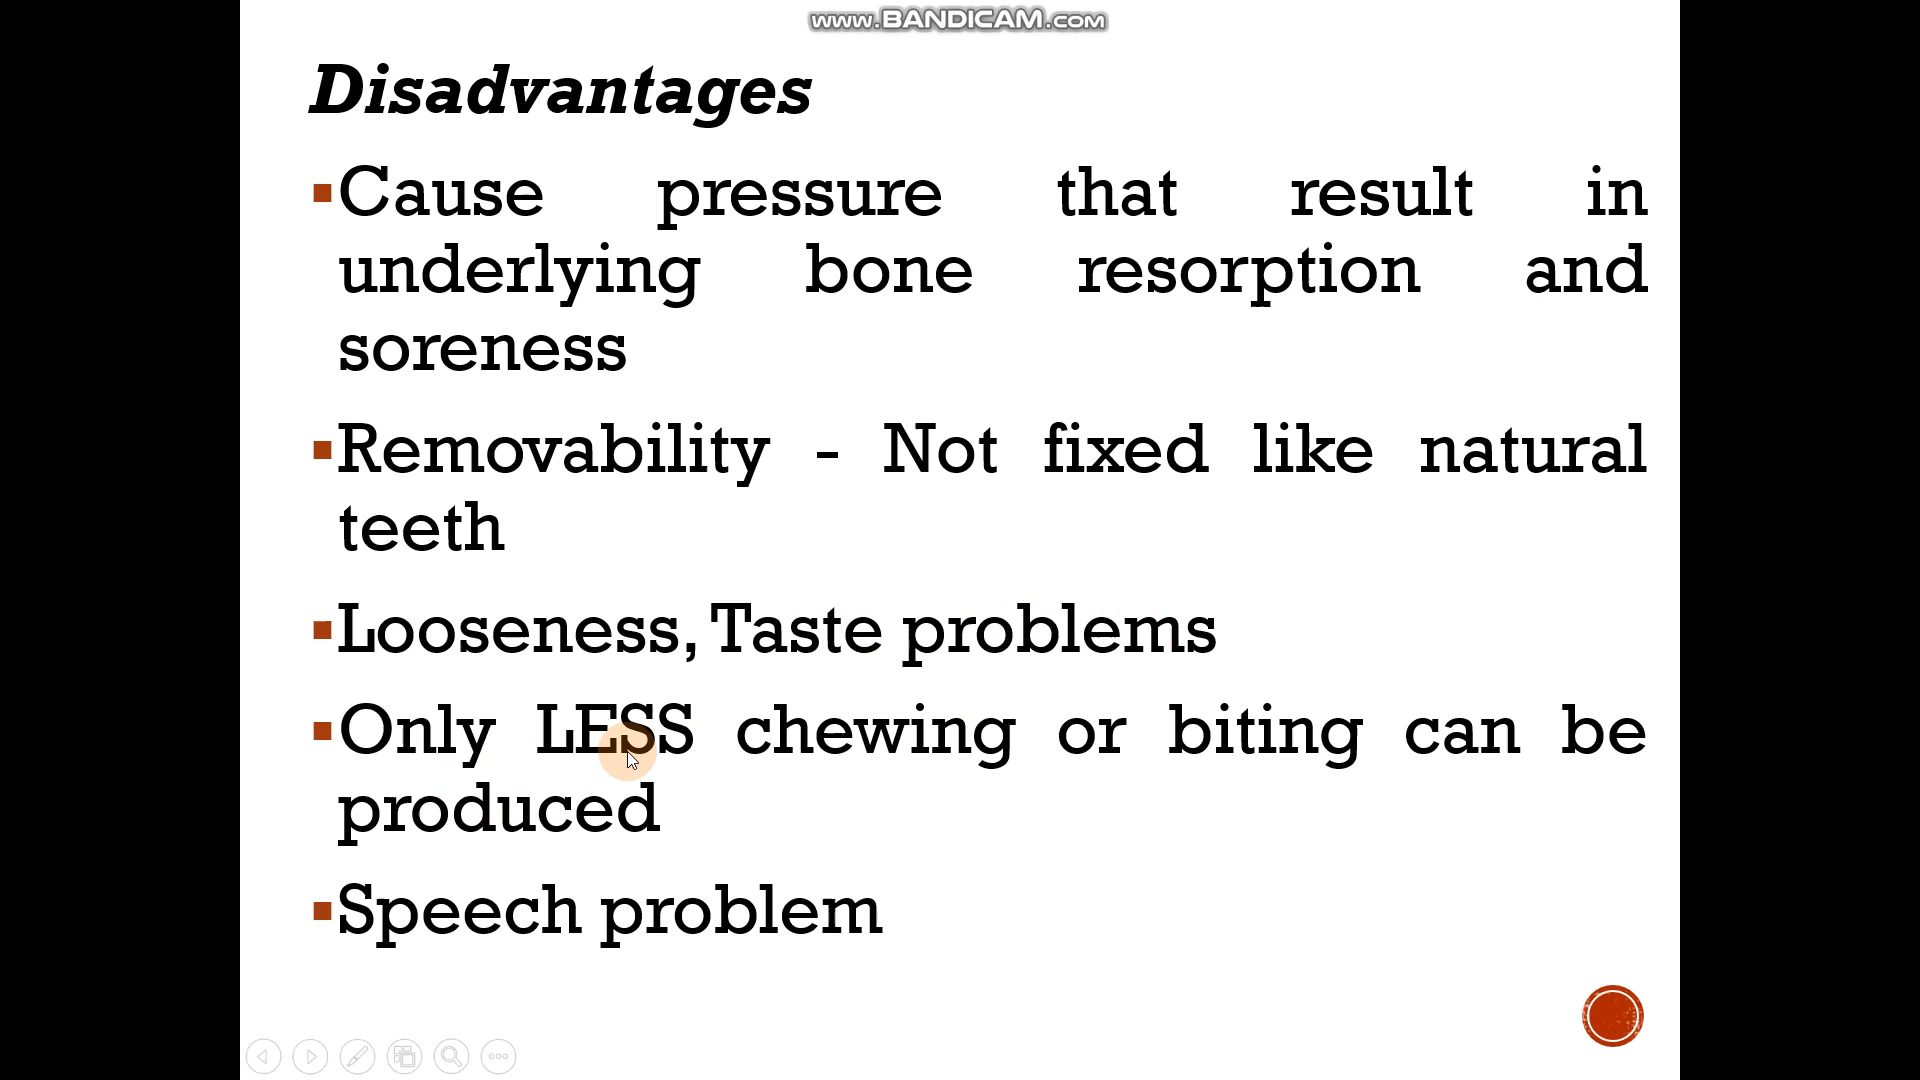 www.BANDICAM.com
Disadvantages
▪Cause pressure that result in
underlying bone resorption and
soreness
▪Removability - Not fixed like natural
teeth
▪Looseness, Taste problems
▪Only LESS chewing or biting can be
produced
▪Speech problem